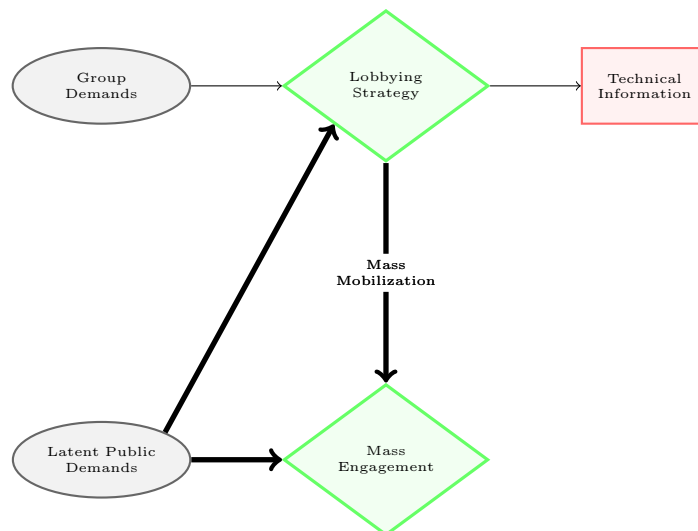 Group
Demands
Lobbying
Strategy
Technical
Information
Mass
Mobilization
Latent Public
Demands
Mass
Engagement